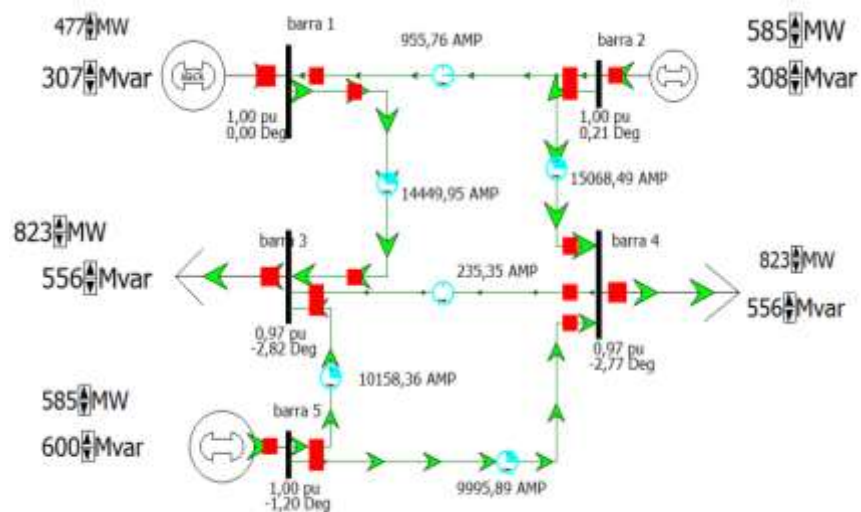 477 MW
307 Mvar
slack
barra 1
1,00 pu
0,00 Deg
955,76 AMP
barra 2
1,00 pu
0,21 Deg
585 MW
308 Mvar
14449,95 AMP
15068,49 AMP
823 MW
556 Mvar
barra 3
0,97 pu
-2,82 Deg
235,35 AMP
barra 4
0,97 pu
-2,77 Deg
823 MW
556 Mvar
585 MW
600 Mvar
10158,36 AMP
barra 5
1,00 pu
-1,20 Deg
9995,89 AMP